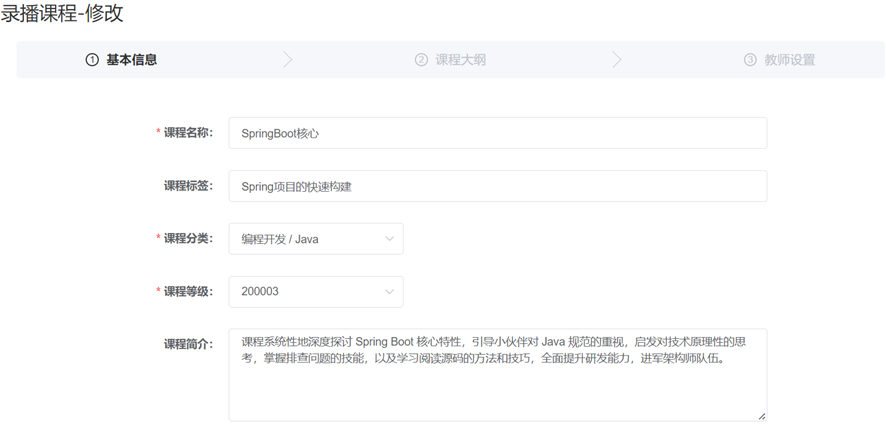 录播课程-修改
① 基本信息 ② 课程大纲 ③ 教师设置
* 课程名称： SpringBoot核心
课程标签： Spring项目的快速构建
* 课程分类： 编程开发 / Java
* 课程等级： 200003
课程简介： 课程系统性地深度探讨 Spring Boot 核心特性，引导小伙伴对 Java 规范的重视，启发对技术原理性的思
考，掌握排查问题的技能，以及学习阅读源码的方法和技巧，全面提升研发能力，进军架构师队伍。